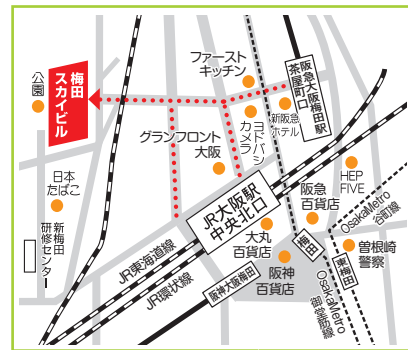 公園
梅田
スカイビル
ファースト
キッチン
阪急大阪梅田駅
茶屋町口
新阪急
ホテル
ヨドバシ
カメラ
グランフロント
大阪
日本
たばこ
新梅田
研修センター
JR大阪駅
中央北口
HEP
FIVE
阪急
百貨店
大丸
百貨店
梅田
OsakaMetro
谷町線
東梅田
曽根崎
警察
JR東海道線
JR環状線
阪神大阪梅田
阪神
百貨店
OsakaMetro
御堂筋線